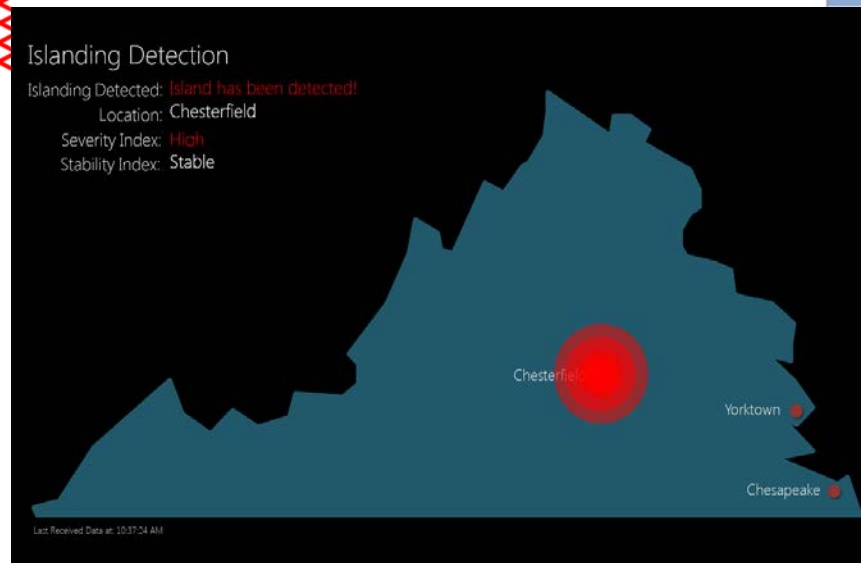 Islanding Detection
Islanding Detected: Island has been detected!
Location: Chesterfield
Severity Index: High
Stability Index: Stable
Chesterfield
Yorktown
Chesapeake
Last Received Data at: 10:37:24 AM